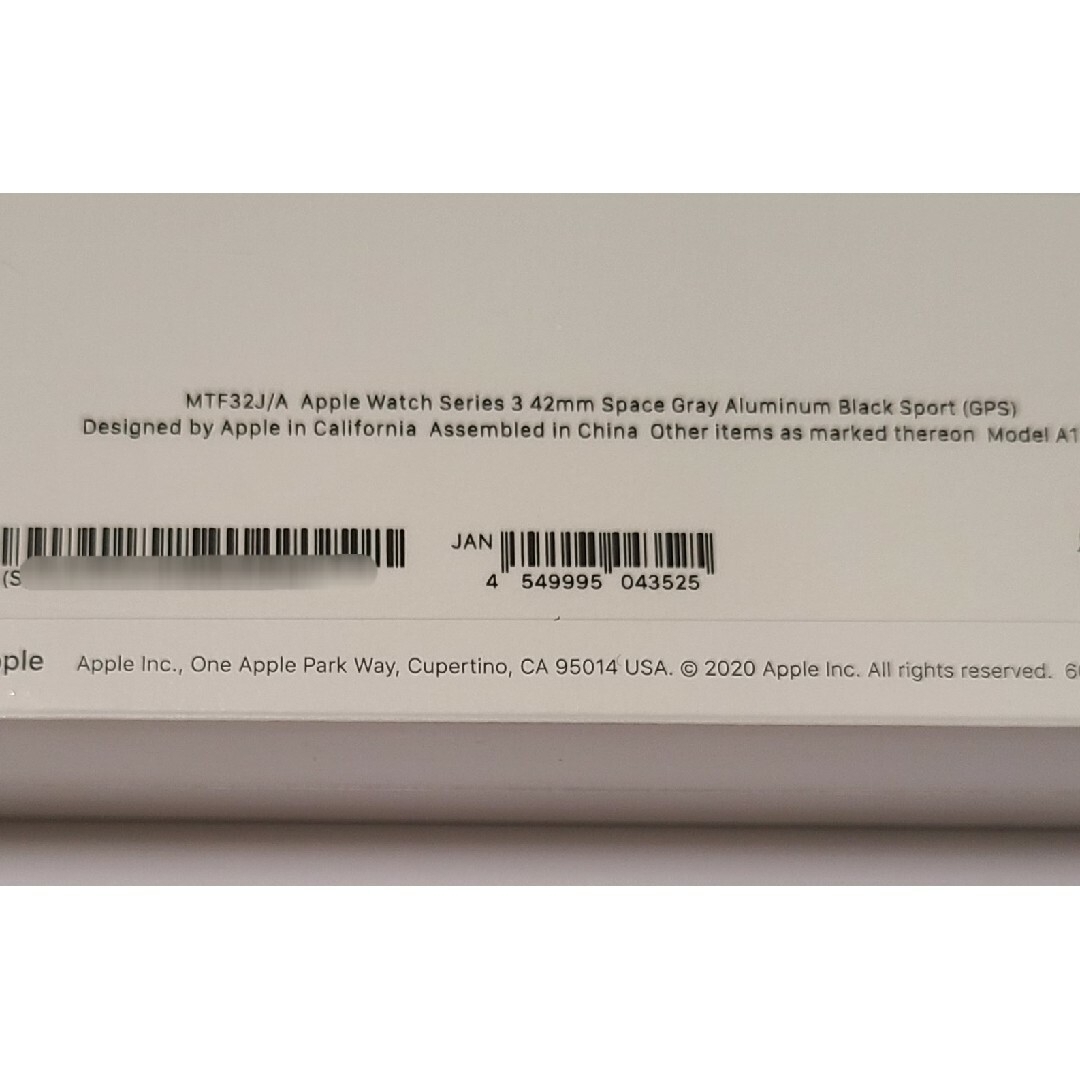 MTF32J/A Apple Watch Series 3 42mm Space Gray Aluminum Black Sport (GPS)
Designed by Apple in California Assembled in China Other items as marked thereon Model A1
(S
JAN
4 549995 043525
pple Apple Inc., One Apple Park Way, Cupertino, CA 95014 USA. © 2020 Apple Inc. All rights reserved. 6